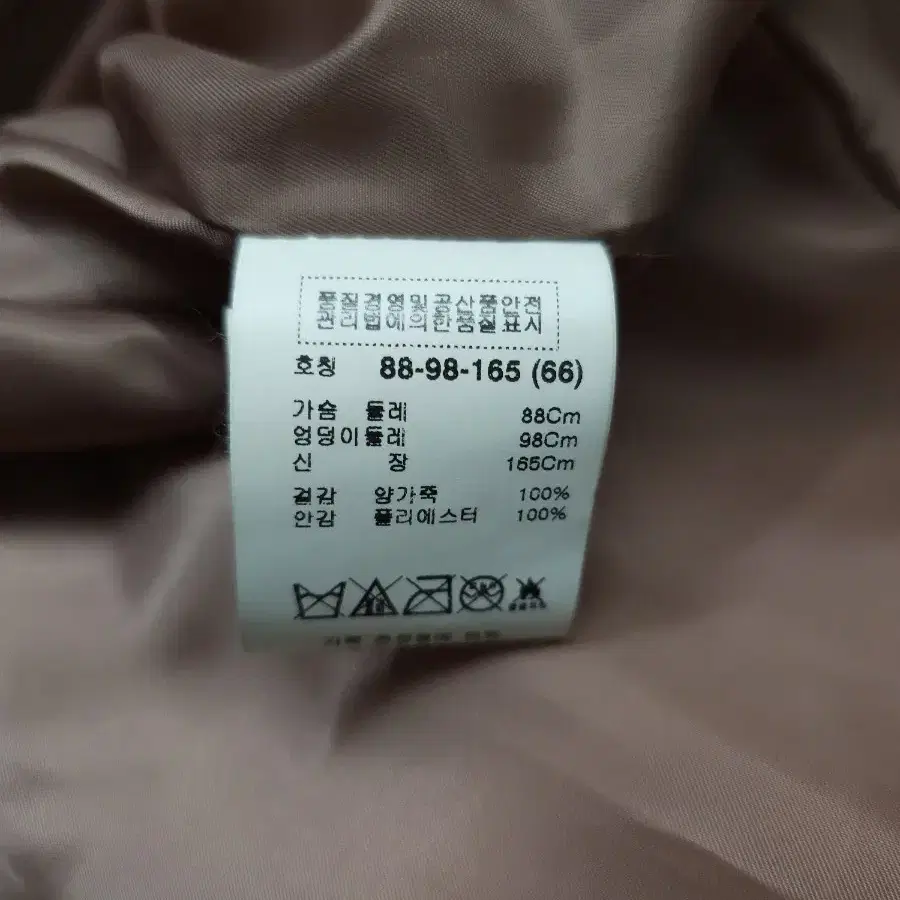 품질경영및공산품안전
관리법에의한품질표시
호칭 88-98-165 (66)
가슴 둘레 88Cm
엉덩이둘레 98Cm
신 장 165Cm
겉감 양가죽 100%
안감 폴리에스터 100%